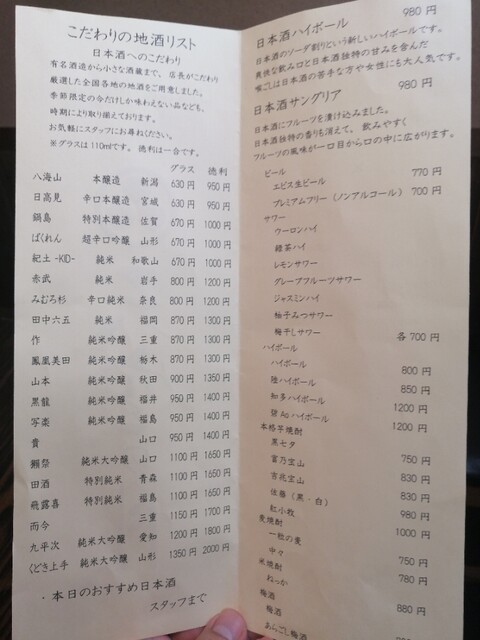 こだわりの地酒リスト
日本酒へのこだわり
有名酒造から小さな酒蔵まで、店長がこだわり
厳選した全国各地の地酒をご用意しました。
季節限定の今だけしか味わえない品なども、
時期により取り揃えております。
お気軽にスタッフにお尋ねください。
※グラスは110mlです。徳利は一合です。
グラス 徳利
八海山 本醸造 新潟 630円 950円
日高見 辛口本醸造 宮城 630円 950円
鍋島 特別本醸造 佐賀 670円 1000円
ばくれん 超辛口吟醸 山形 670円 1000円
紀土-KID- 純米 和歌山 670円 1000円
赤武 純米 岩手 800円 1200円
みむろ杉 辛口純米 奈良 800円 1200円
田中六五 純米 福岡 870円 1300円
作 純米吟醸 三重 870円 1300円
鳳凰美田 純米吟醸 栃木 870円 1300円
山本 純米吟醸 秋田 900円 1350円
黒龍 純米吟醸 福井 950円 1400円
写楽 純米吟醸 福島 950円 1400円
貴 山口 950円 1400円
獺祭 純米大吟醸 山口 1100円 1650円
田酒 特別純米 青森 1100円 1650円
飛露喜 特別純米 福島 1100円 1650円
而今 三重 1150円 1700円
九平次 純米大吟醸 愛知 1200円 1800円
くどき上手 純米大吟醸 山形 1350円 2000円
・本日のおすすめ日本酒
スタッフまで
日本酒ハイボール 980円
日本酒のソーダ割りという新しいハイボールです。
爽快な飲み口と日本酒独特の甘みを含んだ
喉ごしは日本酒の苦手な方や女性にも大人気です。
日本酒サングリア 980円
日本酒にフルーツを漬け込みました。
日本酒独特の香りも消えて、飲みやすく
フルーツの風味が一口目から口の中に広がります。
ビール
エビス生ビール 770円
プレミアムフリー（ノンアルコール） 700円
サワー
ウーロンハイ
緑茶ハイ
レモンサワー
グレープフルーツサワー
ジャスミンハイ
柚子みつサワー
梅干しサワー 各700円
ハイボール
ハイボール 800円
陸ハイボール 850円
知多ハイボール 1200円
碧Aoハイボール 1200円
本格芋焼酎
黒七夕 750円
富乃宝山 830円
吉兆宝山 830円
佐藤（黒・白） 980円
紅小牧 1000円
麦焼酎
一粒の麦 750円
中々 780円
米焼酎
ねっか 880円
梅酒
梅酒
あらごし梅酒